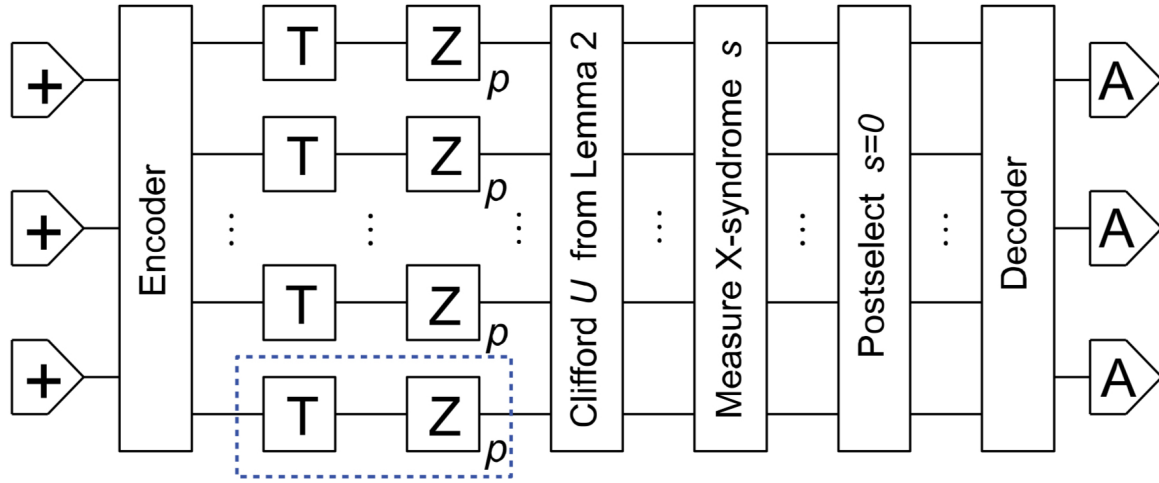 +
+
+
Encoder
T
Z
p
T
Z
p
⋮
⋮
⋮
T
Z
p
T
Z
p
Clifford U from Lemma 2
⋮
Measure X-syndrome s
⋮
Postselect s=0
⋮
Decoder
A
A
A